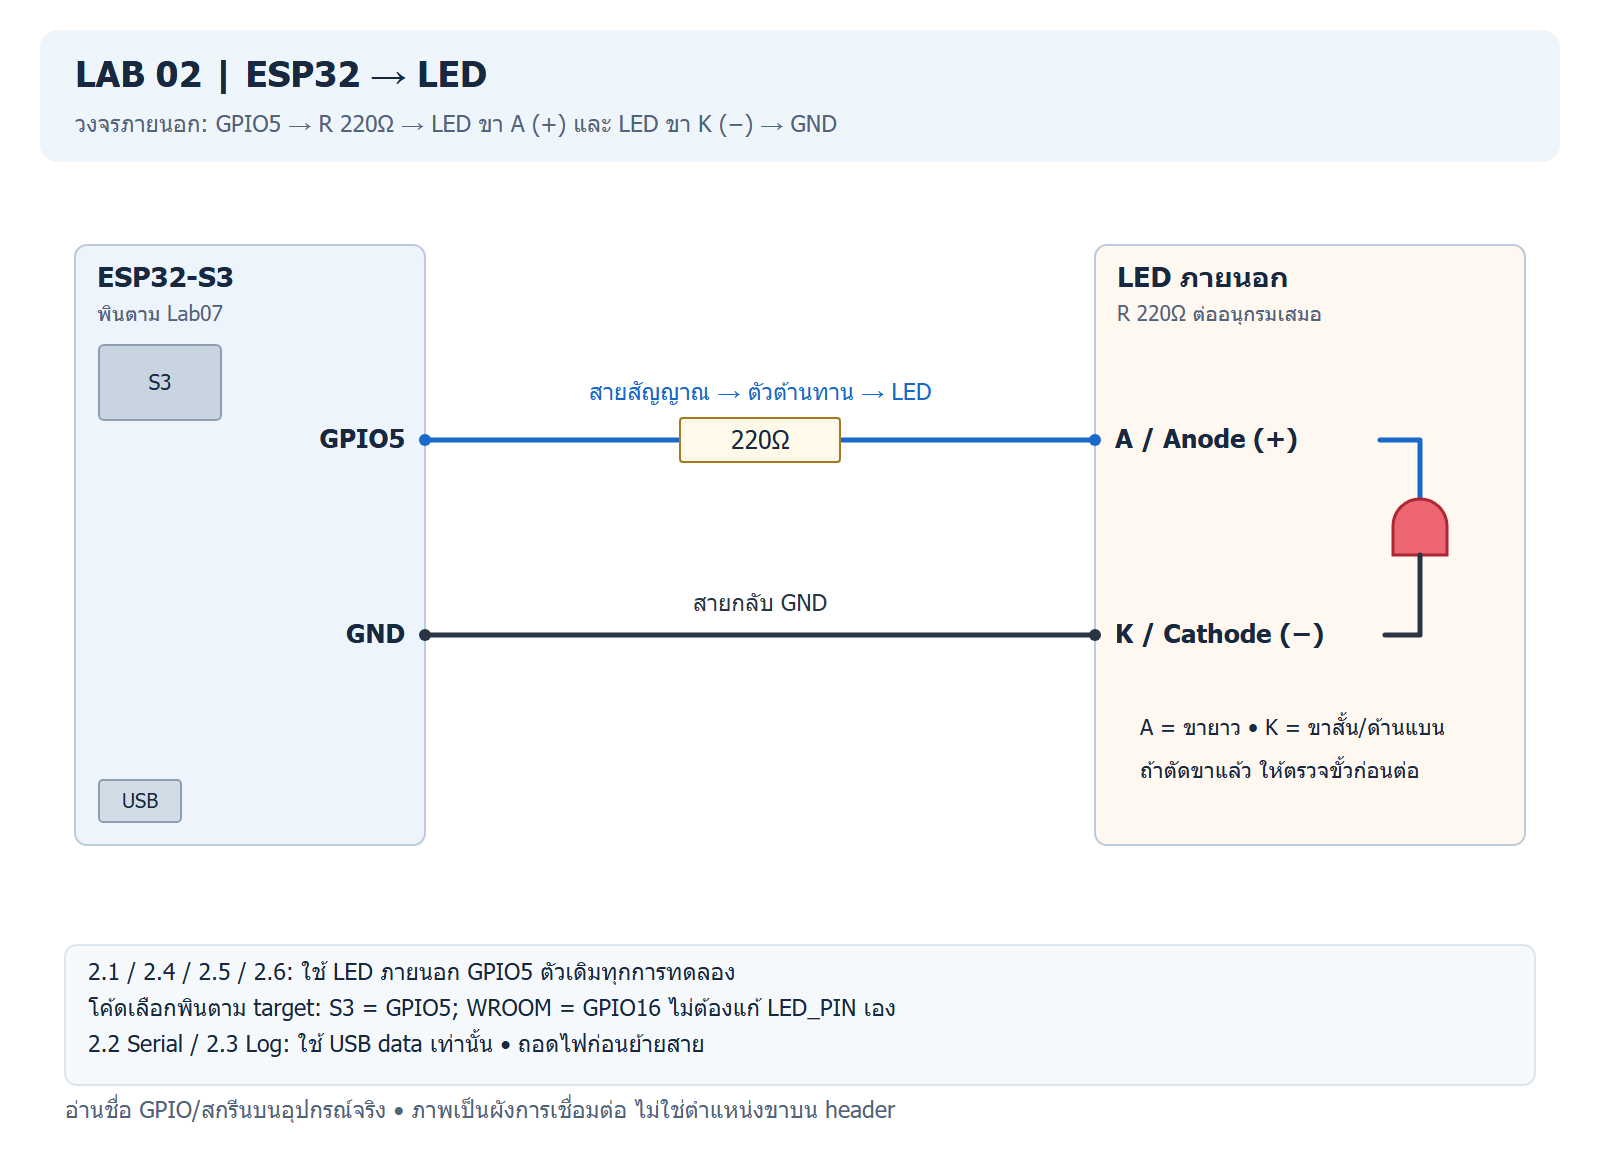 LAB 02 | ESP32 → LED
วงจรภายนอก: GPIO5 → R 220Ω → LED ขา A (+) และ LED ขา K (−) → GND
ESP32-S3
พินตาม Lab07
S3
GPIO5
GND
USB
สายสัญญาณ → ตัวต้านทาน → LED
220Ω
สายกลับ GND
LED ภายนอก
R 220Ω ต่ออนุกรมเสมอ
A / Anode (+)
K / Cathode (−)
A = ขายาว • K = ขาสั้น/ด้านแบน
ถ้าตัดขาแล้ว ให้ตรวจขั้วก่อนต่อ
2.1 / 2.4 / 2.5 / 2.6: ใช้ LED ภายนอก GPIO5 ตัวเดิมทุกการทดลอง
โค้ดเลือกพินตาม target: S3 = GPIO5; WROOM = GPIO16 ไม่ต้องแก้ LED_PIN เอง
2.2 Serial / 2.3 Log: ใช้ USB data เท่านั้น • ถอดไฟก่อนย้ายสาย
อ่านชื่อ GPIO/สกรีนบนอุปกรณ์จริง • ภาพเป็นผังการเชื่อมต่อ ไม่ใช่ตำแหน่งขาบน header